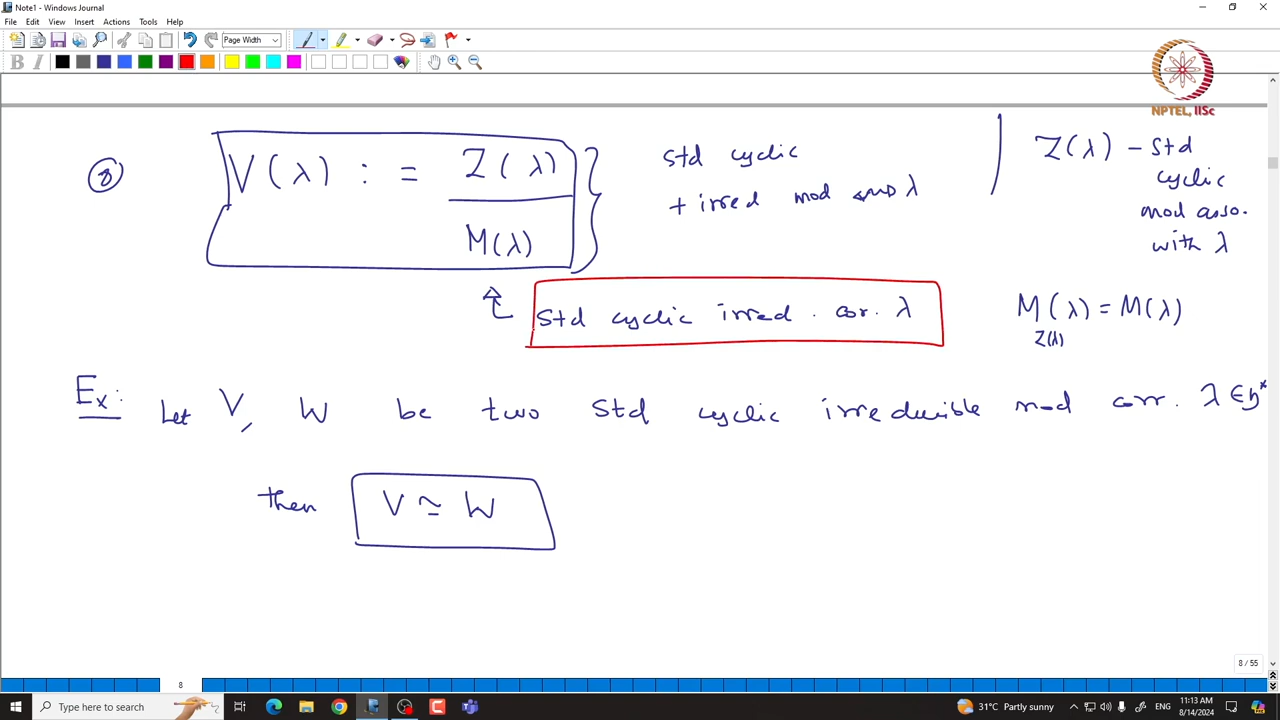 Note1 - Windows Journal
File Edit View Insert Actions Tools Help
Page Width
NPTEL, IISc
⑧ V(λ) := Z(λ) / M(λ)
std cyclic
+ irred mod ⟷ λ
Z(λ) – Std
cyclic
mod asso.
with λ
Std cyclic irred. cor. λ
M(λ) = M(λ)
Z(λ)
Ex: Let V, W be two Std cyclic irreducible mod corr. λ ∈ h*
then V ≃ W
8 / 55
8
Type here to search
31°C Partly sunny
ENG
11:13 AM
8/14/2024